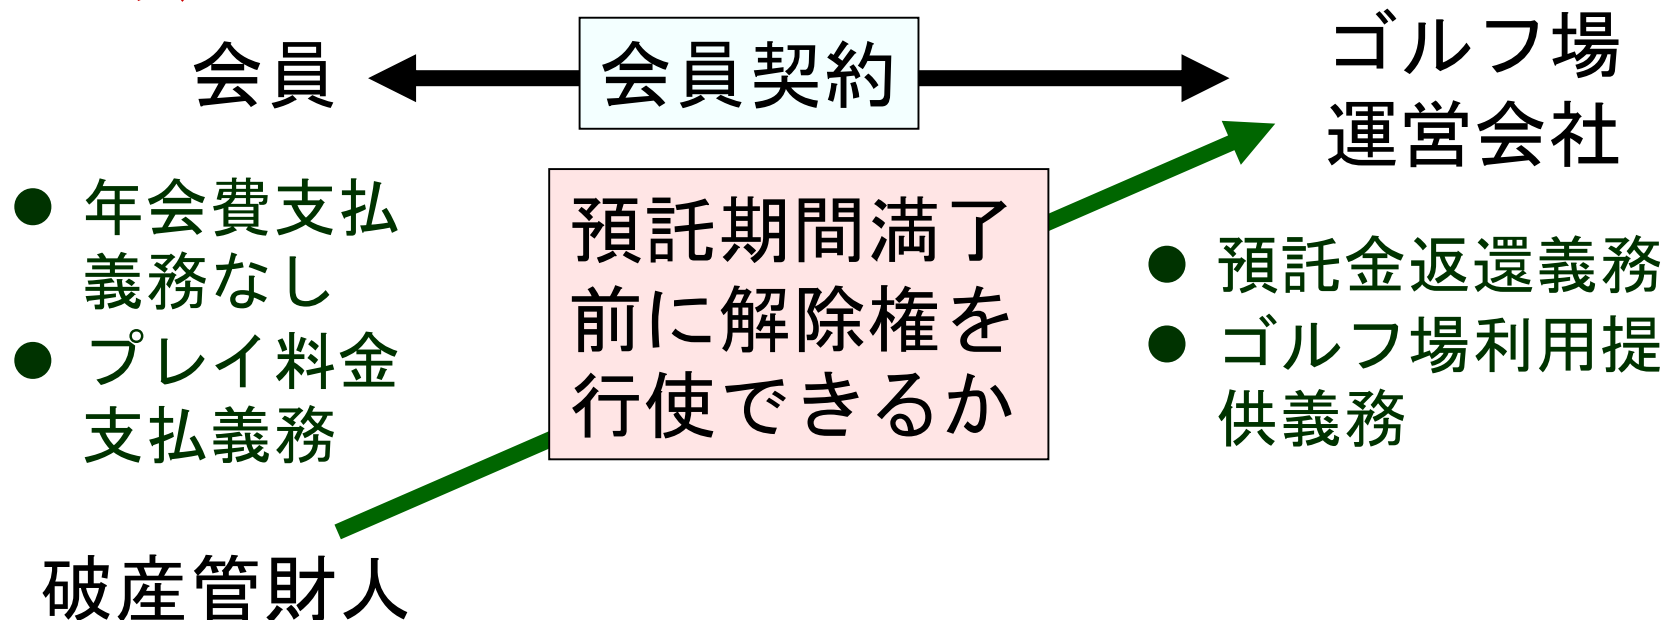 会員
会員契約
ゴルフ場
運営会社
● 年会費支払
義務なし
● プレイ料金
支払義務
預託期間満了
前に解除権を
行使できるか
● 預託金返還義務
● ゴルフ場利用提
供義務
破産管財人